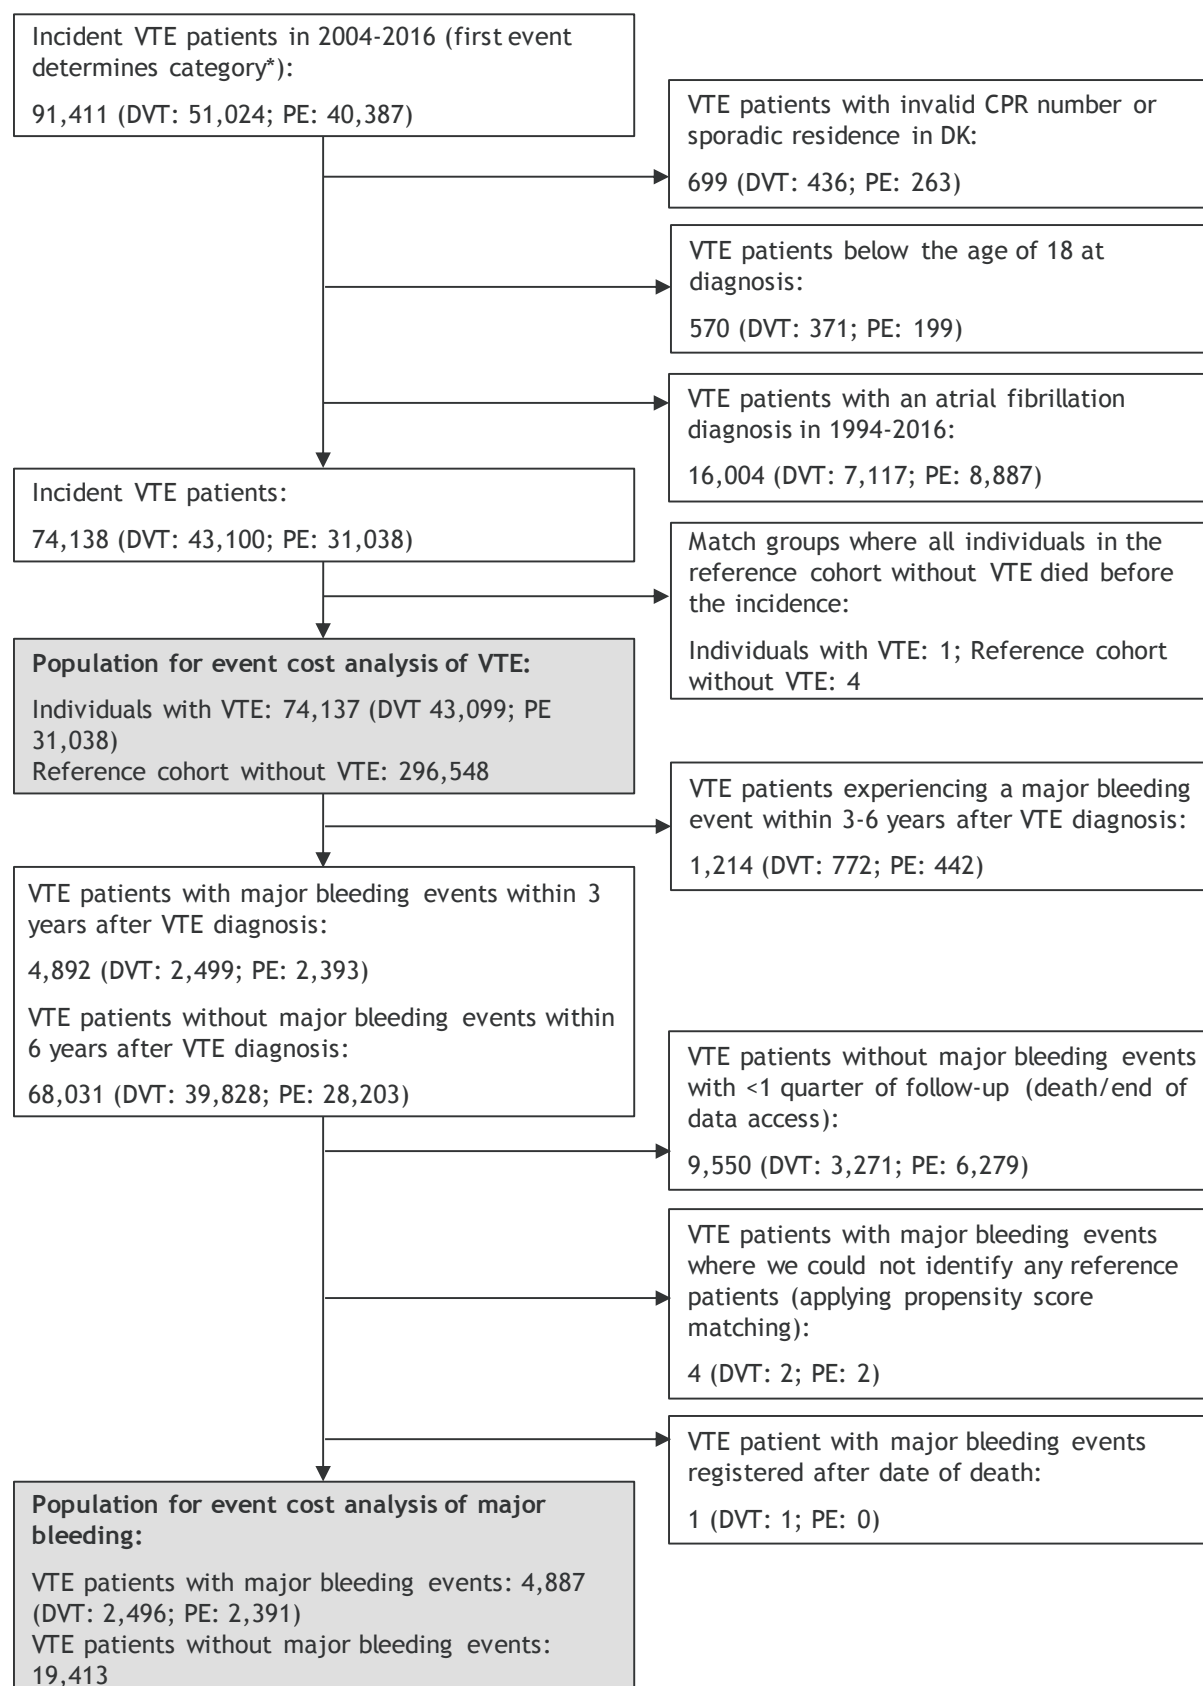 Incident VTE patients in 2004-2016 (first event
determines category*):
91,411 (DVT: 51,024; PE: 40,387)
VTE patients with invalid CPR number or
sporadic residence in DK:
699 (DVT: 436; PE: 263)
VTE patients below the age of 18 at
diagnosis:
570 (DVT: 371; PE: 199)
VTE patients with an atrial fibrillation
diagnosis in 1994-2016:
16,004 (DVT: 7,117; PE: 8,887)
Incident VTE patients:
74,138 (DVT: 43,100; PE: 31,038)
Match groups where all individuals in the
reference cohort without VTE died before
the incidence:
Individuals with VTE: 1; Reference cohort
without VTE: 4
Population for event cost analysis of VTE:
Individuals with VTE: 74,137 (DVT 43,099; PE
31,038)
Reference cohort without VTE: 296,548
VTE patients experiencing a major bleeding
event within 3-6 years after VTE diagnosis:
1,214 (DVT: 772; PE: 442)
VTE patients with major bleeding events within 3
years after VTE diagnosis:
4,892 (DVT: 2,499; PE: 2,393)
VTE patients without major bleeding events within
6 years after VTE diagnosis:
68,031 (DVT: 39,828; PE: 28,203)
VTE patients without major bleeding events
with <1 quarter of follow-up (death/end of
data access):
9,550 (DVT: 3,271; PE: 6,279)
VTE patients with major bleeding events
where we could not identify any reference
patients (applying propensity score
matching):
4 (DVT: 2; PE: 2)
VTE patient with major bleeding events
registered after date of death:
1 (DVT: 1; PE: 0)
Population for event cost analysis of major
bleeding:
VTE patients with major bleeding events: 4,887
(DVT: 2,496; PE: 2,391)
VTE patients without major bleeding events:
19,413